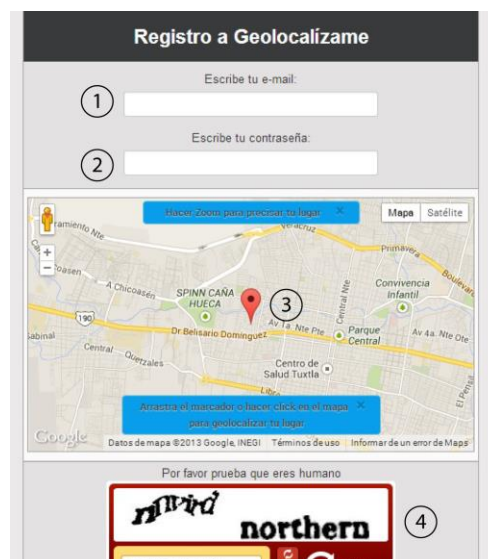 Registro a Geolocalízame
Escribe tu e-mail:
1
Escribe tu contraseña:
2
Hacer Zoom para precisar tu lugar ×
Mapa Satélite
Veracruz
Primavera
A Chicoasén
SPINN CAÑA
HUECA
3
Central Nte
Convivencia
Infantil
Boulevar
190
Dr Belisario Domínguez
Av 1a. Nte Pte
Parque
Central
Av 4a. Nte Ote
Central
Quetzales
Centro de
Salud Tuxtla
Arrastra el marcador o hacer click en el mapa ×
para geolocalizar tu lugar
Google
Datos de mapa ©2013 Google, INEGI Términos de uso Informar de un error de Maps
Por favor prueba que eres humano
northern
4